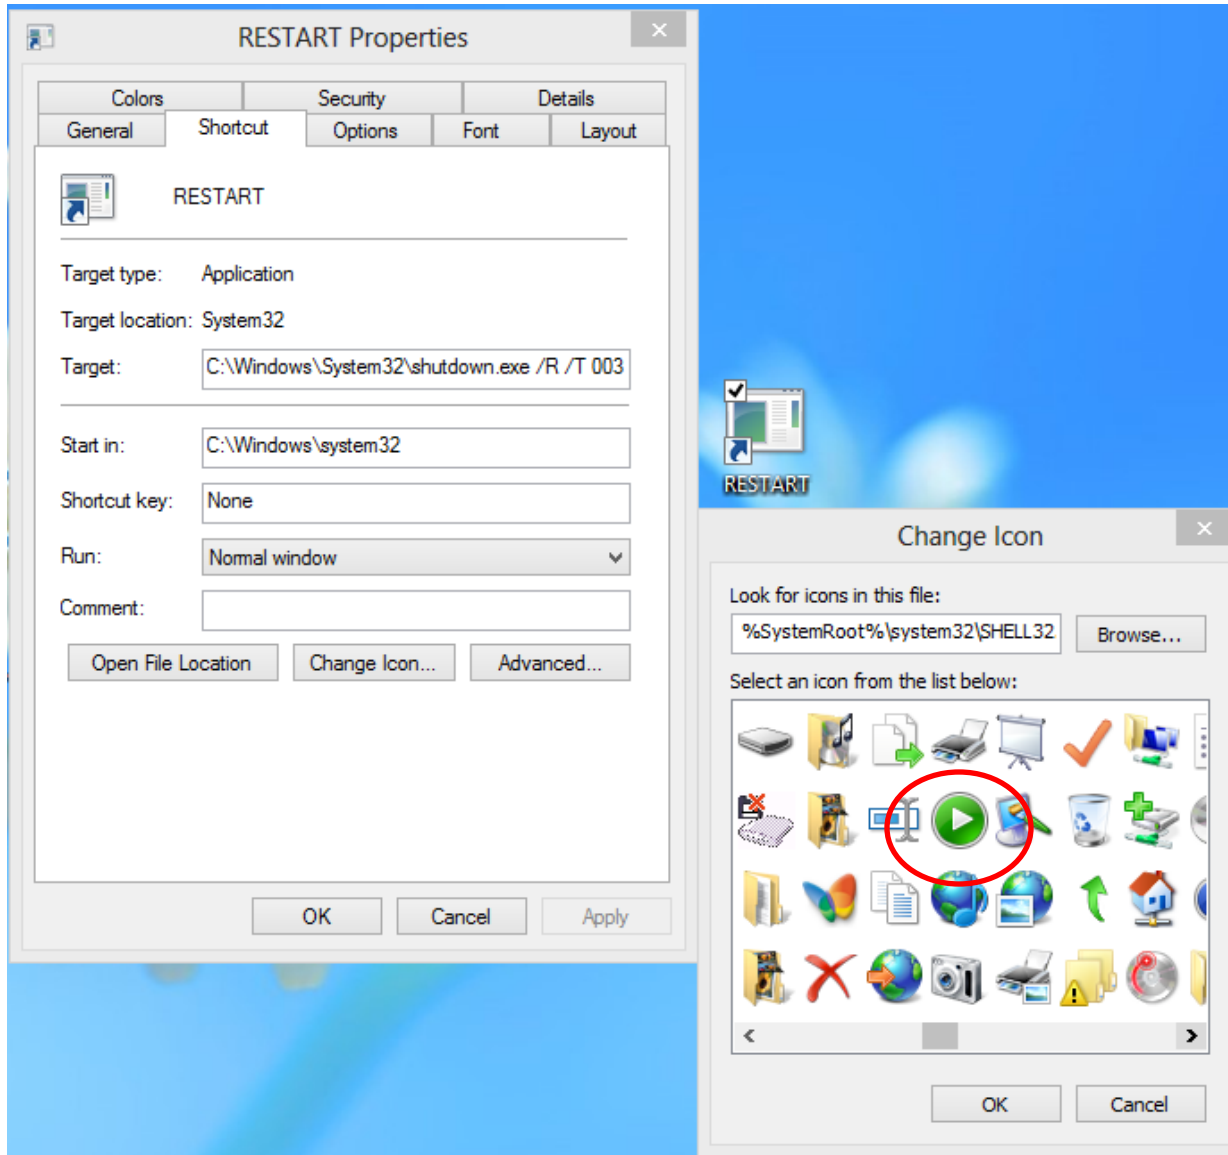 RESTART Properties
Colors
Security
Details
General
Shortcut
Options
Font
Layout
RESTART
Target type: Application
Target location: System32
Target: C:\Windows\System32\shutdown.exe /R /T 003
Start in: C:\Windows\system32
Shortcut key: None
Run: Normal window
Comment:
Open File Location
Change Icon...
Advanced...
OK
Cancel
Apply
RESTART
Change Icon
Look for icons in this file:
%SystemRoot%\system32\SHELL32
Browse...
Select an icon from the list below:
OK
Cancel